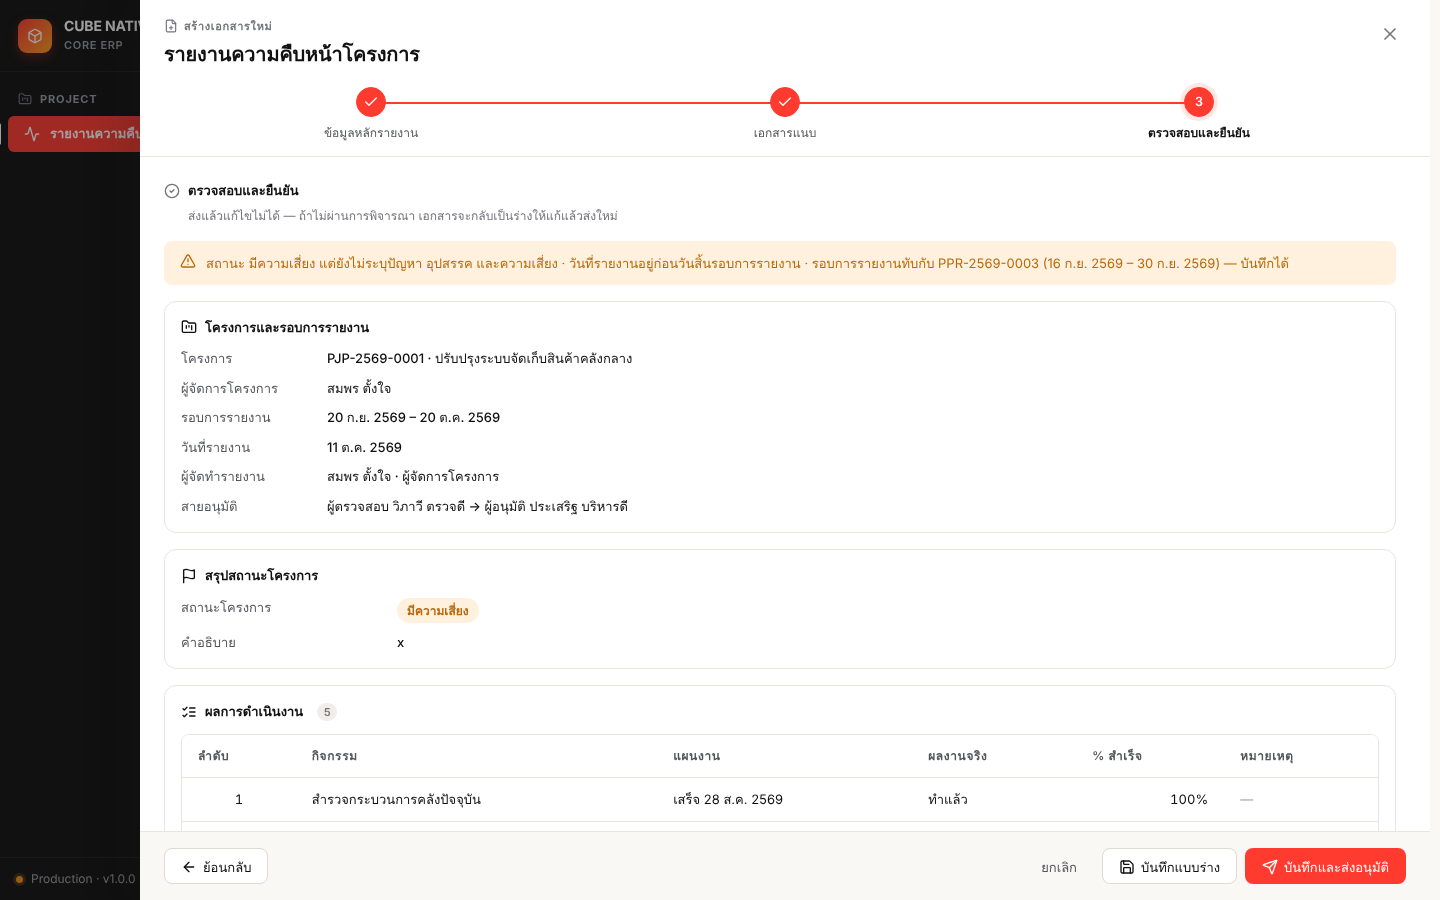 CUBE NATIV
CORE ERP
PROJECT
รายงานความคืบ
Production · v1.0.0
สร้างเอกสารใหม่
รายงานความคืบหน้าโครงการ
ข้อมูลหลักรายงาน
เอกสารแนบ
3
ตรวจสอบและยืนยัน
ตรวจสอบและยืนยัน
ส่งแล้วแก้ไขไม่ได้ — ถ้าไม่ผ่านการพิจารณา เอกสารจะกลับเป็นร่างให้แก้แล้วส่งใหม่
สถานะ มีความเสี่ยง แต่ยังไม่ระบุปัญหา อุปสรรค และความเสี่ยง · วันที่รายงานอยู่ก่อนวันสิ้นรอบการรายงาน · รอบการรายงานทับกับ PPR-2569-0003 (16 ก.ย. 2569 – 30 ก.ย. 2569) — บันทึกได้
โครงการและรอบการรายงาน
โครงการ PJP-2569-0001 · ปรับปรุงระบบจัดเก็บสินค้าคลังกลาง
ผู้จัดการโครงการ สมพร ตั้งใจ
รอบการรายงาน 20 ก.ย. 2569 – 20 ต.ค. 2569
วันที่รายงาน 11 ต.ค. 2569
ผู้จัดทำรายงาน สมพร ตั้งใจ · ผู้จัดการโครงการ
สายอนุมัติ ผู้ตรวจสอบ วิภาวี ตรวจดี → ผู้อนุมัติ ประเสริฐ บริหารดี
สรุปสถานะโครงการ
สถานะโครงการ มีความเสี่ยง
คำอธิบาย x
ผลการดำเนินงาน 5
ลำดับ กิจกรรม แผนงาน ผลงานจริง % สำเร็จ หมายเหตุ
1 สำรวจกระบวนการคลังปัจจุบัน เสร็จ 28 ส.ค. 2569 ทำแล้ว 100% —
ย้อนกลับ ยกเลิก บันทึกแบบร่าง บันทึกและส่งอนุมัติ